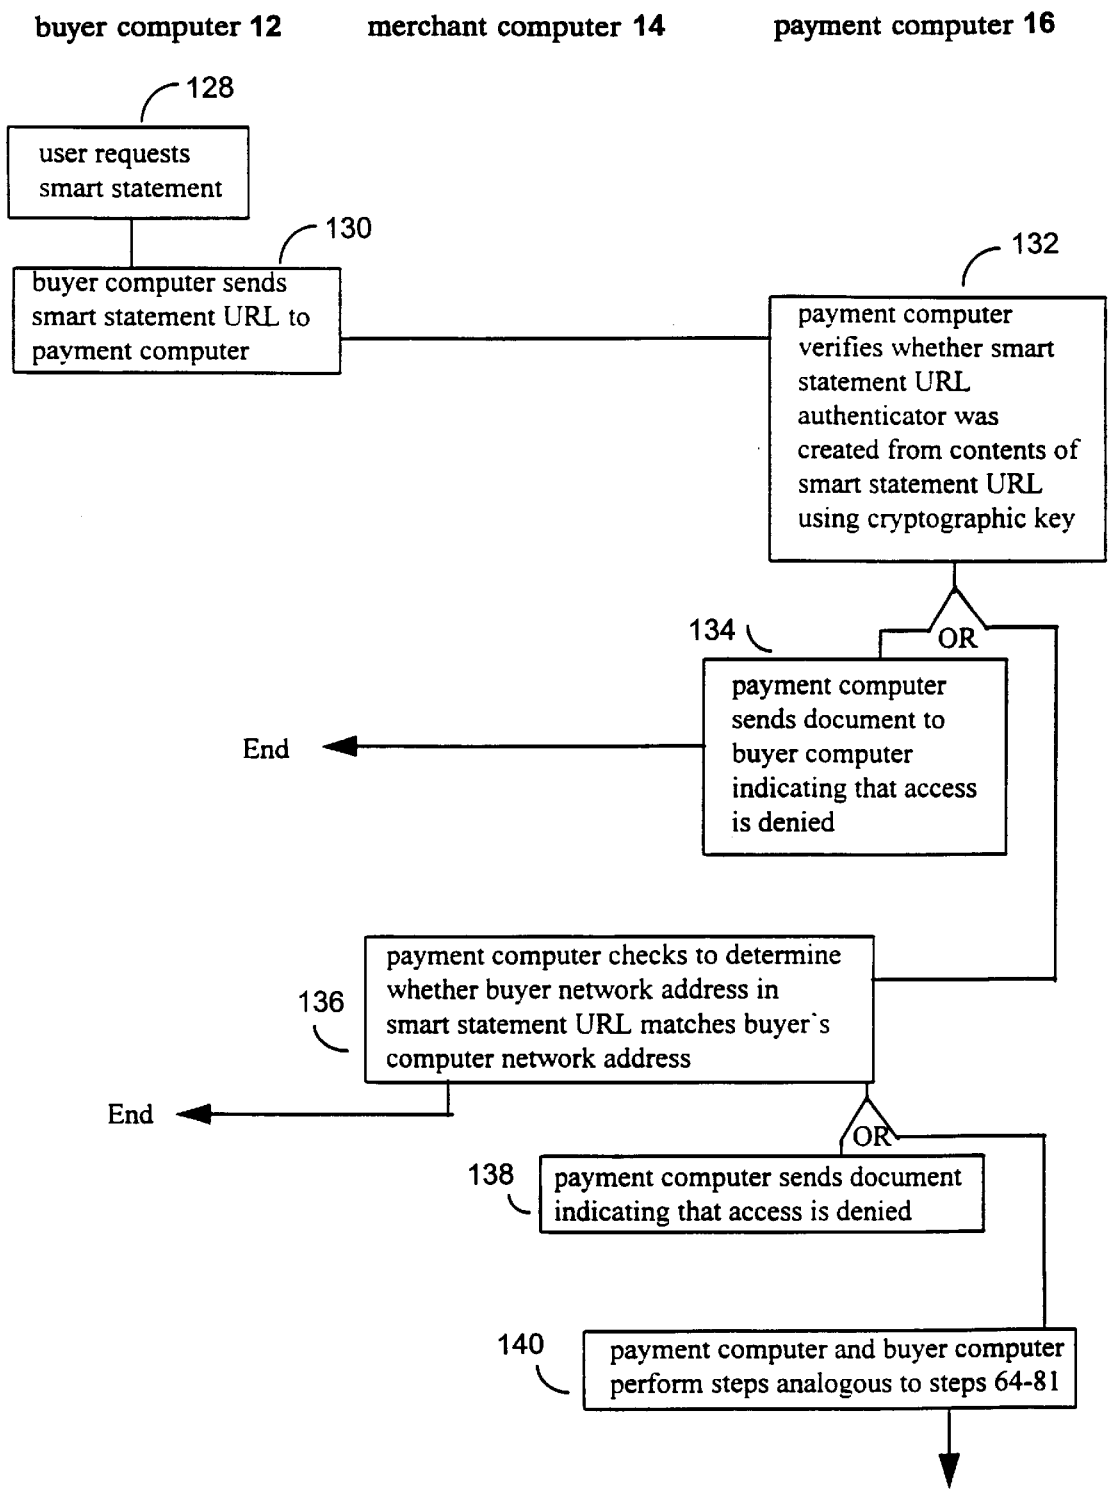 buyer computer 12 merchant computer 14 payment computer 16
128
user requests
smart statement
130
buyer computer sends
smart statement URL to
payment computer
132
payment computer
verifies whether smart
statement URL
authenticator was
created from contents of
smart statement URL
using cryptographic key
OR
134
payment computer
sends document to
buyer computer
indicating that access
is denied
End
136
payment computer checks to determine
whether buyer network address in
smart statement URL matches buyer`s
computer network address
End
OR
138
payment computer sends document
indicating that access is denied
140
payment computer and buyer computer
perform steps analogous to steps 64-81